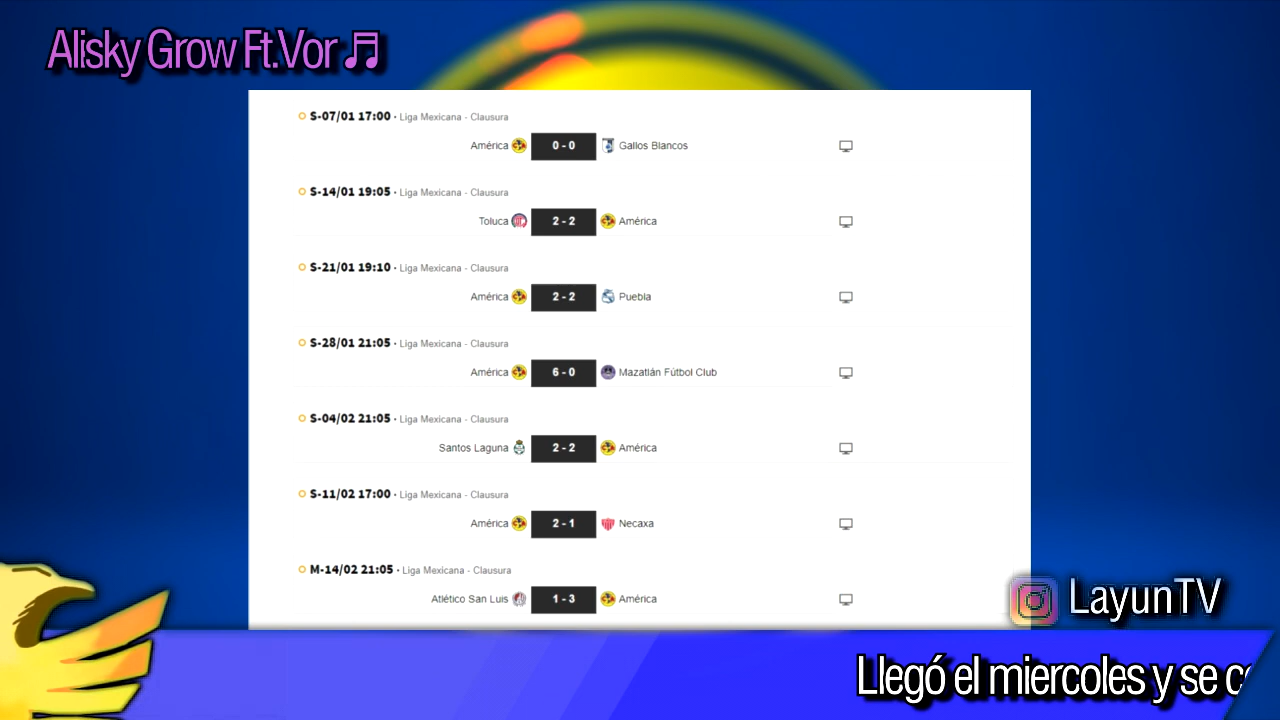 Alisky Grow Ft.Vor ♫
S-07/01 17:00 · Liga Mexicana - Clausura
América 0 - 0 Gallos Blancos
S-14/01 19:05 · Liga Mexicana - Clausura
Toluca 2 - 2 América
S-21/01 19:10 · Liga Mexicana - Clausura
América 2 - 2 Puebla
S-28/01 21:05 · Liga Mexicana - Clausura
América 6 - 0 Mazatlán Fútbol Club
S-04/02 21:05 · Liga Mexicana - Clausura
Santos Laguna 2 - 2 América
S-11/02 17:00 · Liga Mexicana - Clausura
América 2 - 1 Necaxa
M-14/02 21:05 · Liga Mexicana - Clausura
Atlético San Luis 1 - 3 América
LayunTV
Llegó el miercoles y se